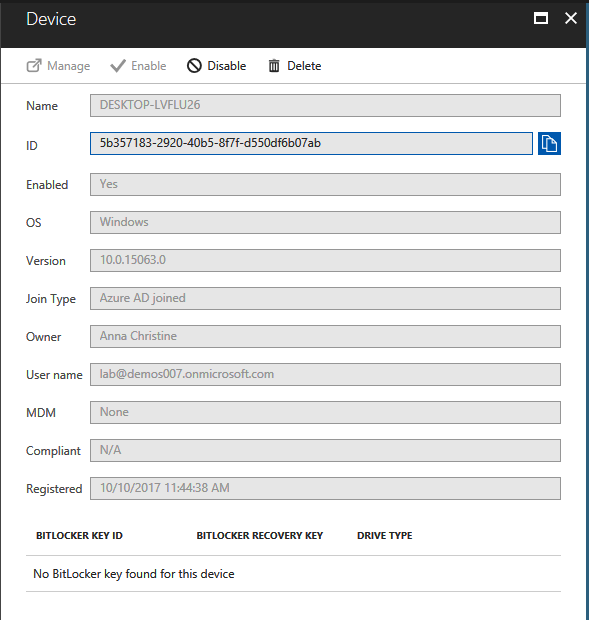 Device
Manage Enable Disable Delete
Name DESKTOP-LVFLU26
ID 5b357183-2920-40b5-8f7f-d550df6b07ab
Enabled Yes
OS Windows
Version 10.0.15063.0
Join Type Azure AD joined
Owner Anna Christine
User name lab@demos007.onmicrosoft.com
MDM None
Compliant N/A
Registered 10/10/2017 11:44:38 AM
BITLOCKER KEY ID BITLOCKER RECOVERY KEY DRIVE TYPE
No BitLocker key found for this device